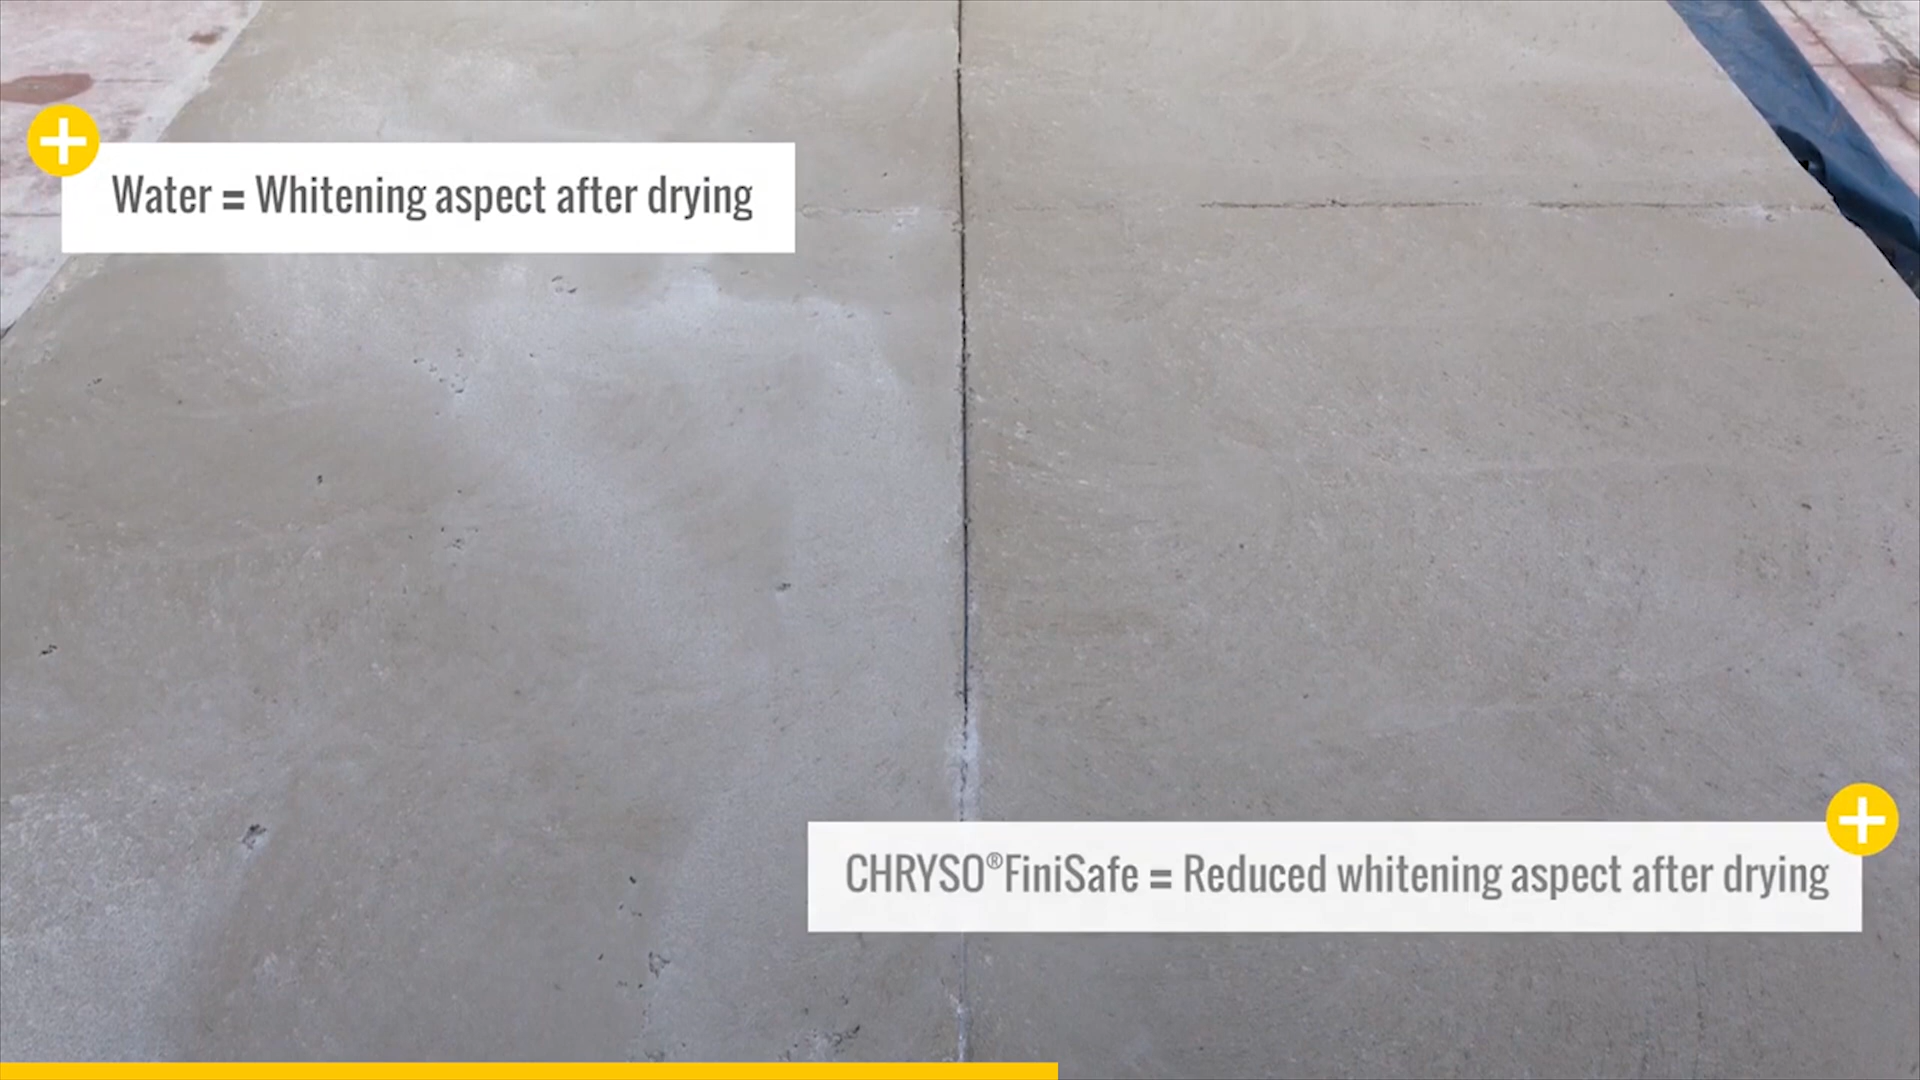 Water = Whitening aspect after drying
CHRYSO®FiniSafe = Reduced whitening aspect after drying